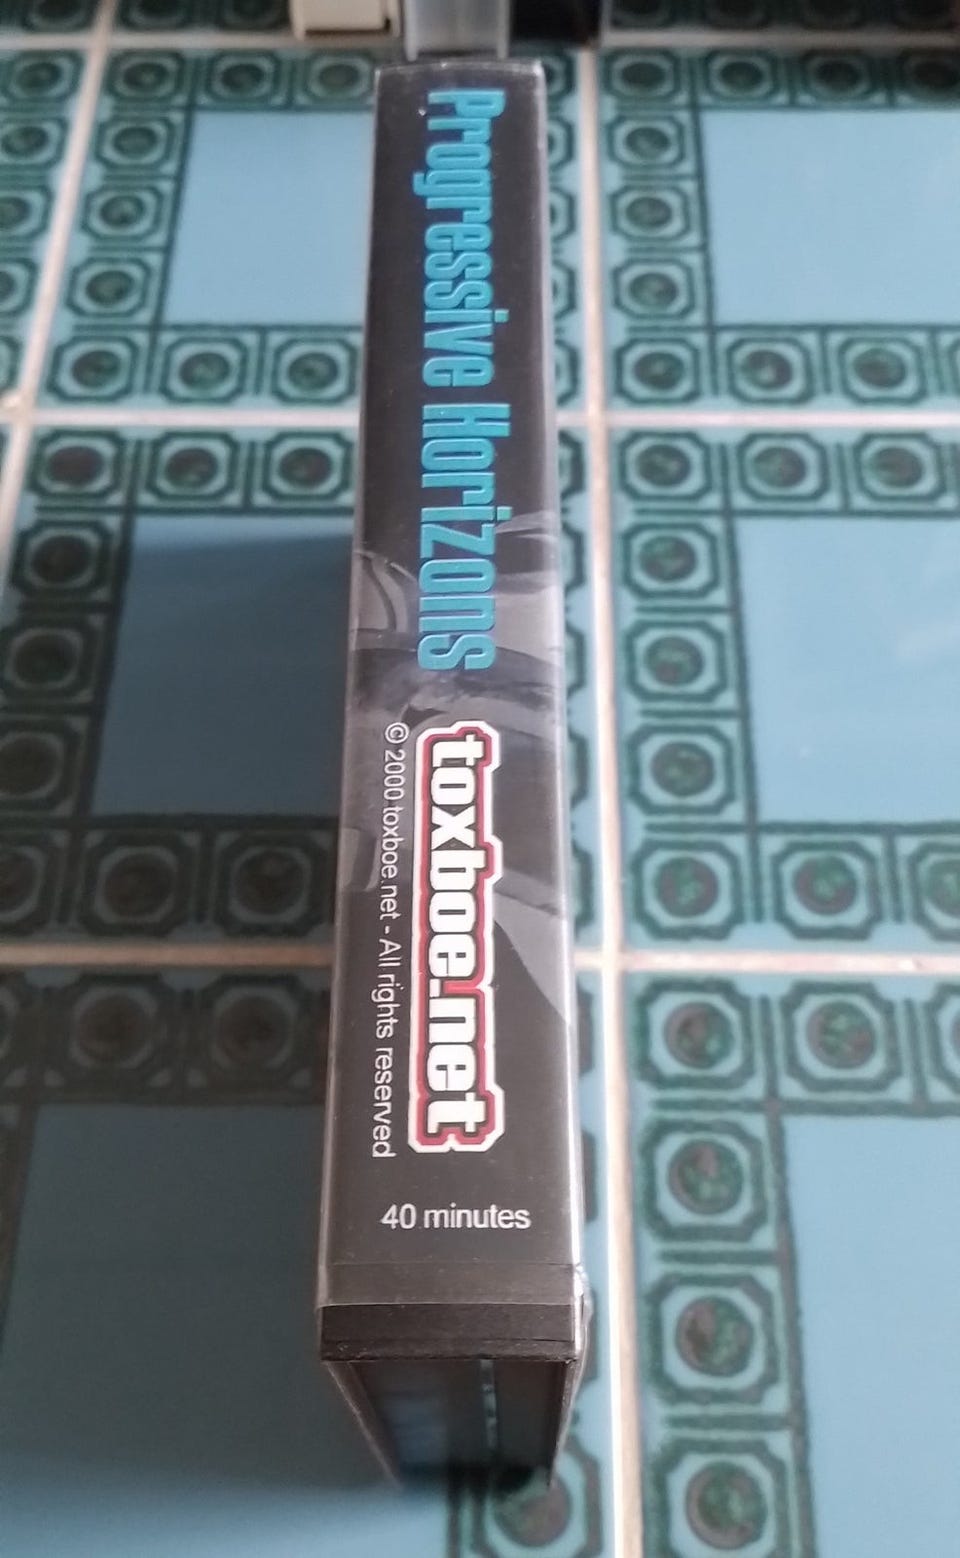 Progressive Horizons
toxboe.net
© 2000 toxboe.net - All rights reserved
40 minutes